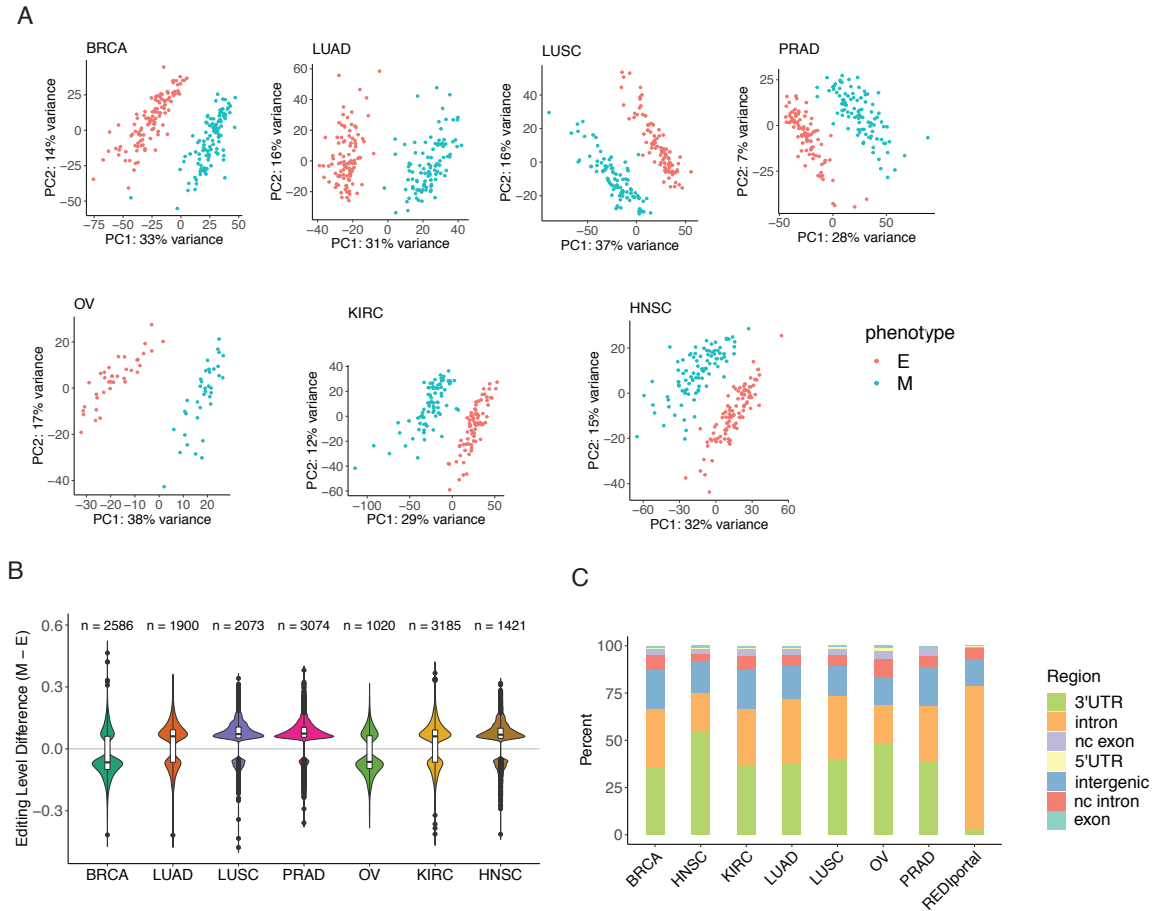 A
BRCA
PC2: 14% variance
25
0
−25
−50
−75 −50 −25 0 25 50
PC1: 33% variance
LUAD
PC2: 16% variance
60
40
20
0
−20
−40 −20 0 20 40
PC1: 31% variance
LUSC
PC2: 16% variance
40
20
0
−20
−50 0 50
PC1: 37% variance
PRAD
PC2: 7% variance
25
0
−25
−50 0 50
PC1: 28% variance
OV
PC2: 17% variance
20
0
−20
−40
−30 −20 −10 0 10 20
PC1: 38% variance
KIRC
PC2: 12% variance
40
20
0
−20
−40
−60
−100 −50 0 50
PC1: 29% variance
HNSC
PC2: 15% variance
20
0
−20
−40
−60 −30 0 30 60
PC1: 32% variance
phenotype
E
M
B
Editing Level Difference (M − E)
0.6
0.3
0.0
−0.3
n = 2586 n = 1900 n = 2073 n = 3074 n = 1020 n = 3185 n = 1421
BRCA LUAD LUSC PRAD OV KIRC HNSC
C
Percent
100
75
50
25
0
BRCA HNSC KIRC LUAD LUSC OV PRAD REDIportal
Region
3'UTR
intron
nc exon
5'UTR
intergenic
nc intron
exon